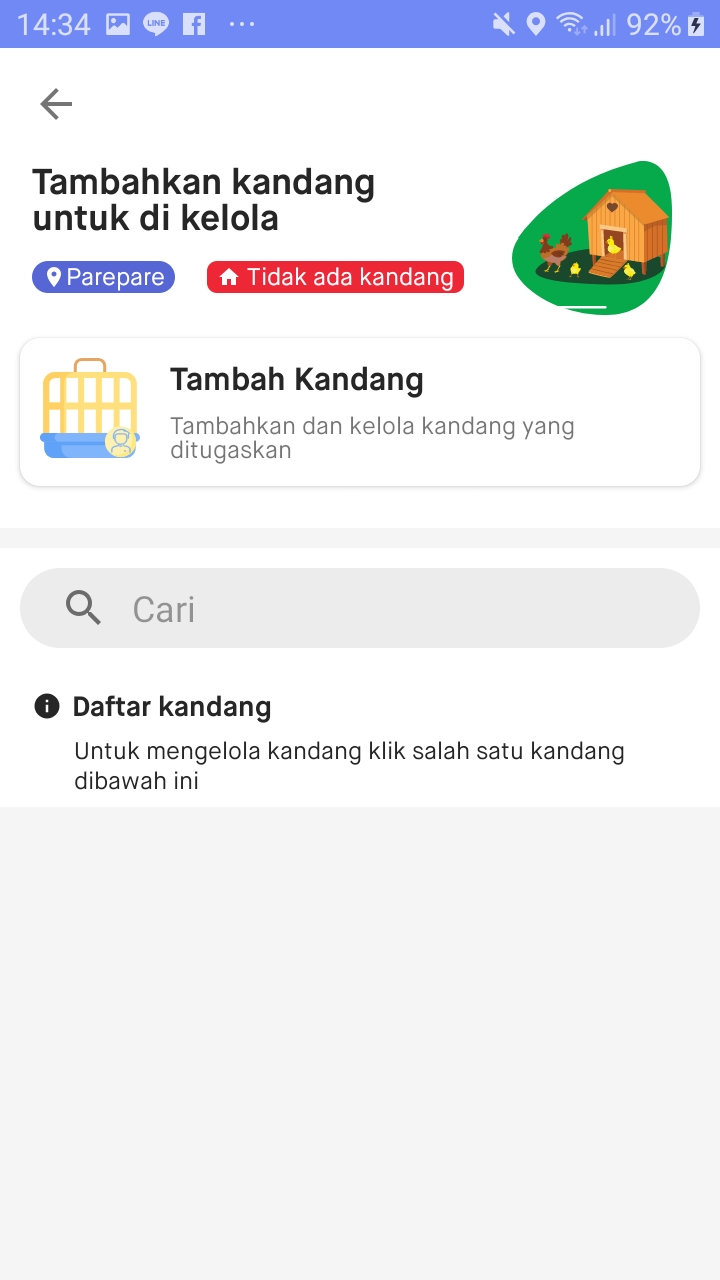 14:34
LINE
92%
Tambahkan kandang
untuk di kelola
Parepare
Tidak ada kandang
Tambah Kandang
Tambahkan dan kelola kandang yang
ditugaskan
Cari
Daftar kandang
Untuk mengelola kandang klik salah satu kandang
dibawah ini